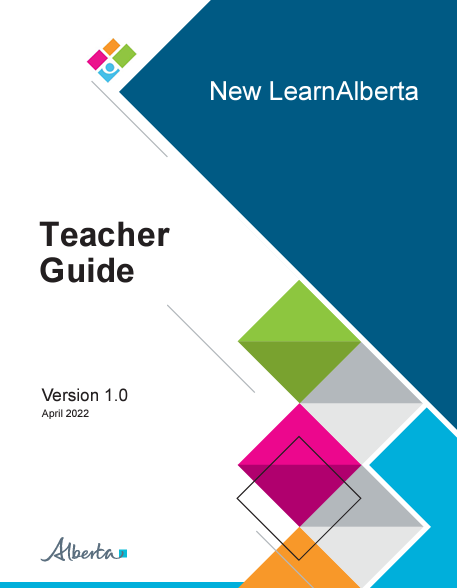 New LearnAlberta
Teacher
Guide
Version 1.0
April 2022
Alberta